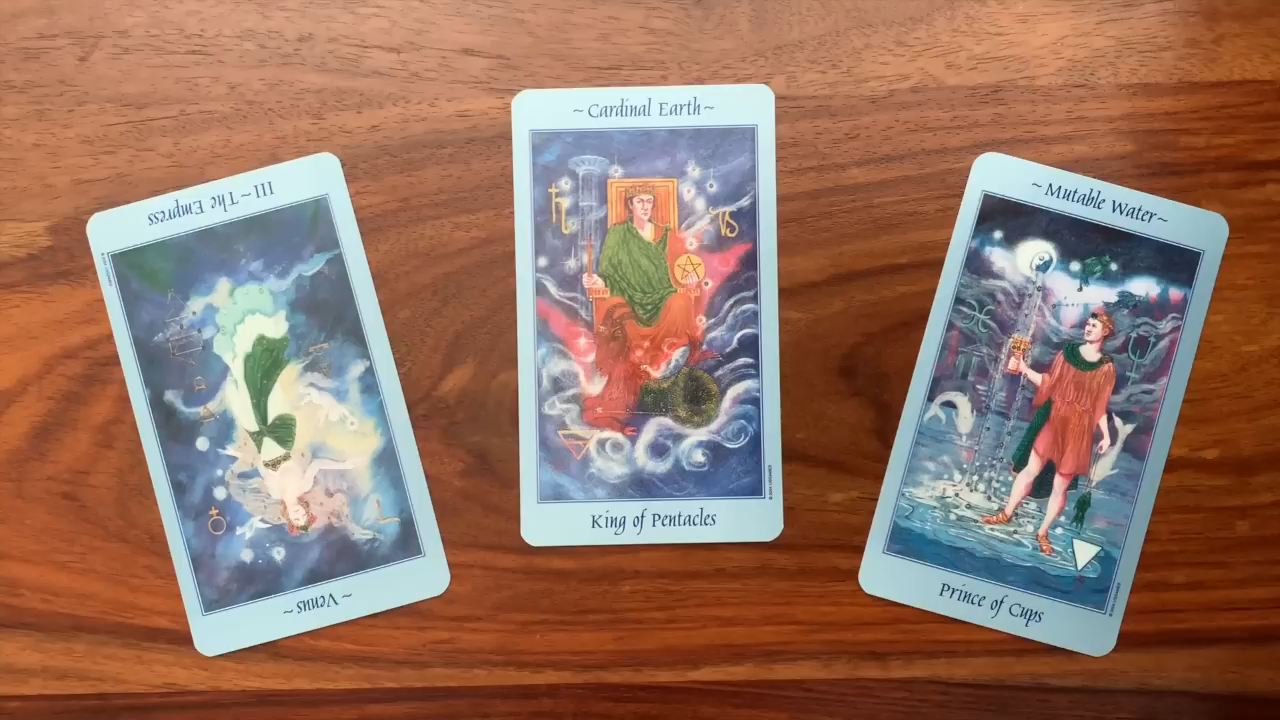 III ~ The Empress
~ Venus ~
~ Cardinal Earth ~
King of Pentacles
~ Mutable Water ~
Prince of Cups